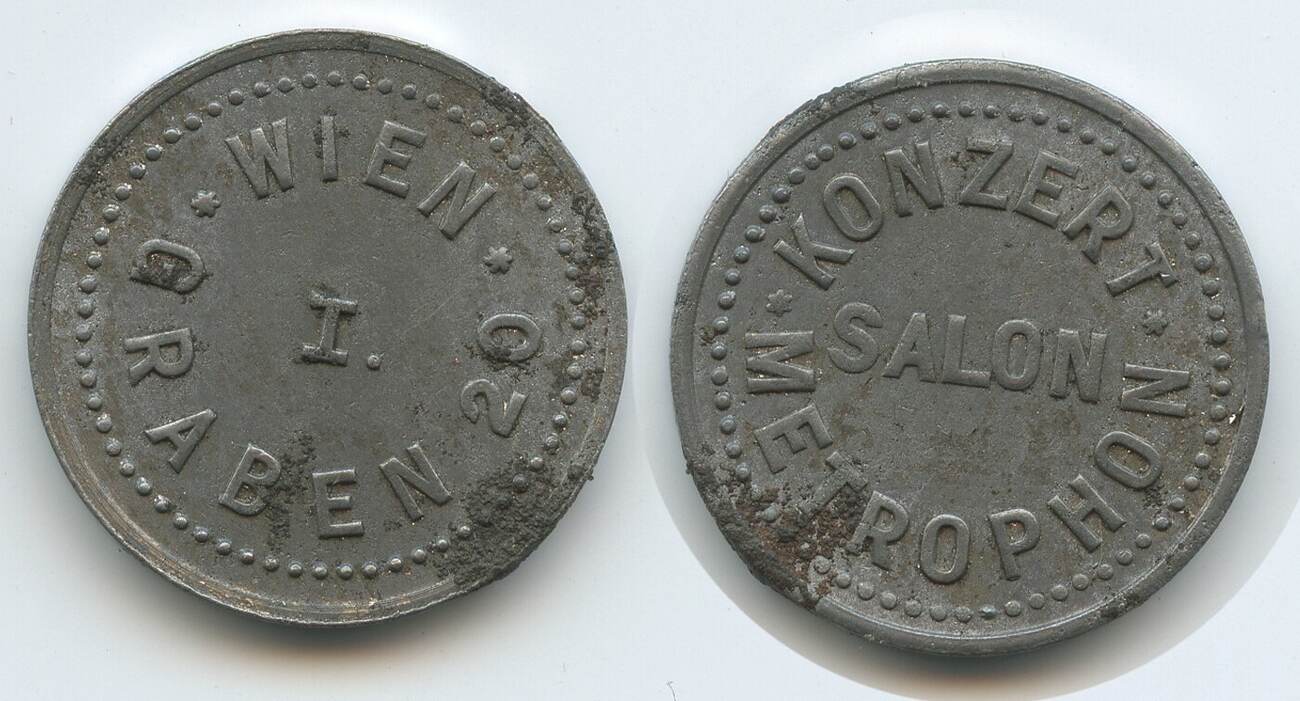 * WIEN *
GRABEN 20
I.
* KONZERT *
SALON
METROPHON